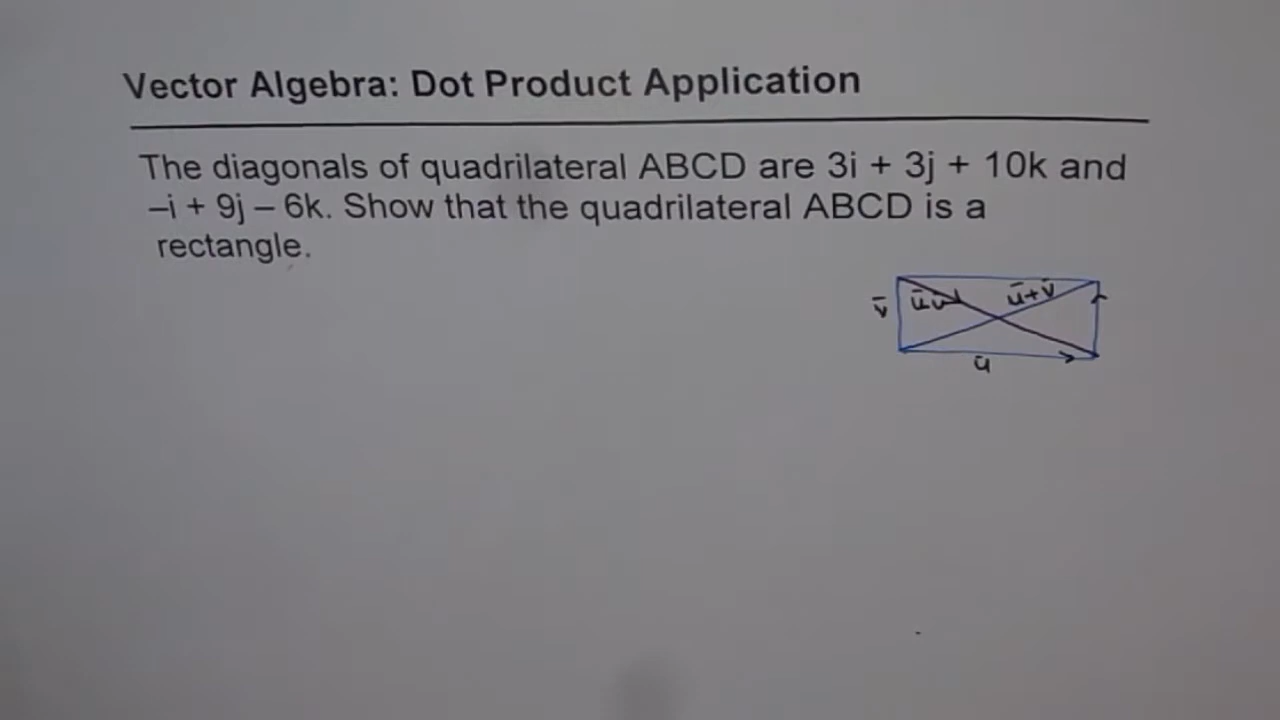 Vector Algebra: Dot Product Application
The diagonals of quadrilateral ABCD are 3i + 3j + 10k and
–i + 9j – 6k. Show that the quadrilateral ABCD is a
rectangle.
v̄
ū+v̄
ū